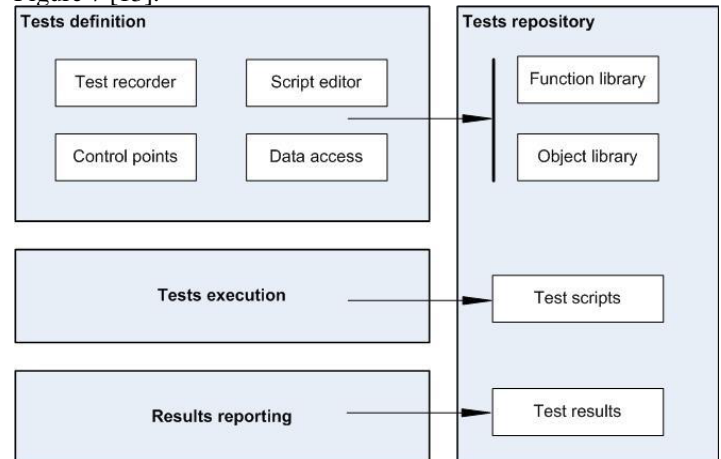 Tests definition
Test recorder
Script editor
Control points
Data access
Tests repository
Function library
Object library
Tests execution
Test scripts
Results reporting
Test results